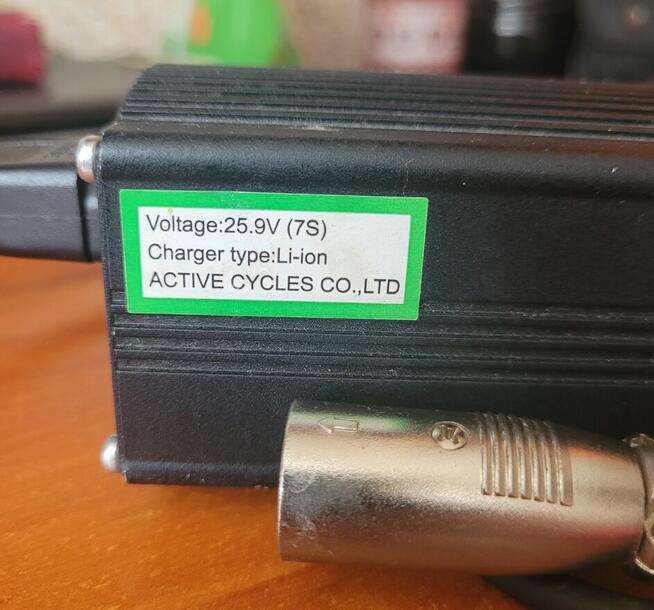 Voltage:25.9V (7S)
Charger type:Li-ion
ACTIVE CYCLES CO.,LTD